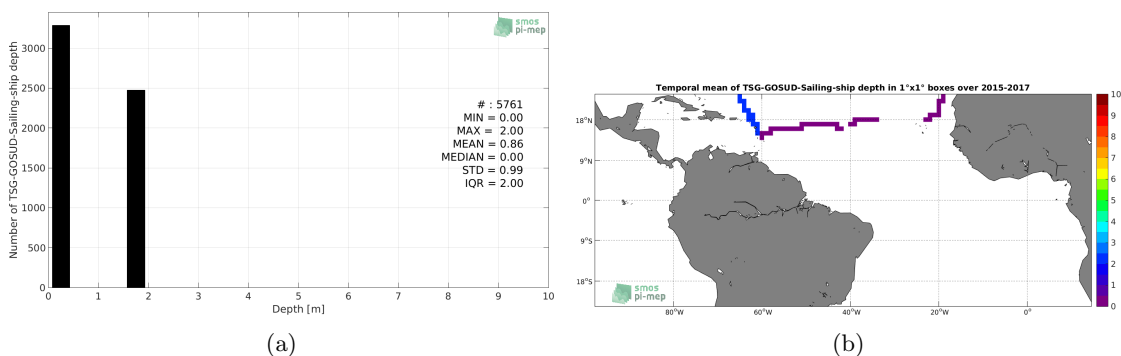 smos
pi-mep
Number of TSG-GOSUD-Sailing-ship depth
3000
2500
2000
1500
1000
500
0
# : 5761
MIN = 0.00
MAX = 2.00
MEAN = 0.86
MEDIAN = 0.00
STD = 0.99
IQR = 2.00
0 1 2 3 4 5 6 7 8 9 10
Depth [m]
(a)
Temporal mean of TSG-GOSUD-Sailing-ship depth in 1°x1° boxes over 2015-2017
18°N
9°N
0°
9°S
18°S
80°W 60°W 40°W 20°W 0°
smos
pi-mep
10
9
8
7
6
5
4
3
2
1
0
(b)